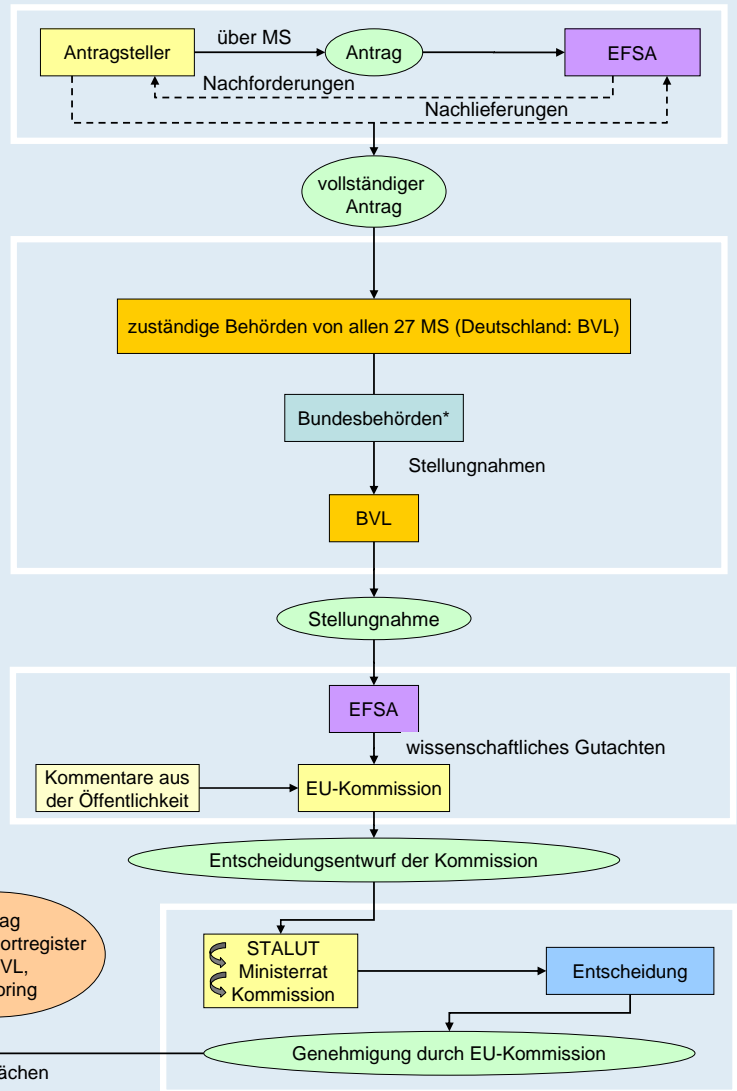 über MS
Antragsteller
Antrag
EFSA
Nachforderungen
Nachlieferungen
vollständiger
Antrag
zuständige Behörden von allen 27 MS (Deutschland: BVL)
Bundesbehörden*
Stellungnahmen
BVL
Stellungnahme
EFSA
wissenschaftliches Gutachten
Kommentare aus
der Öffentlichkeit
EU-Kommission
Entscheidungsentwurf der Kommission
STALUT
Ministerrat
Kommission
Entscheidung
Genehmigung durch EU-Kommission